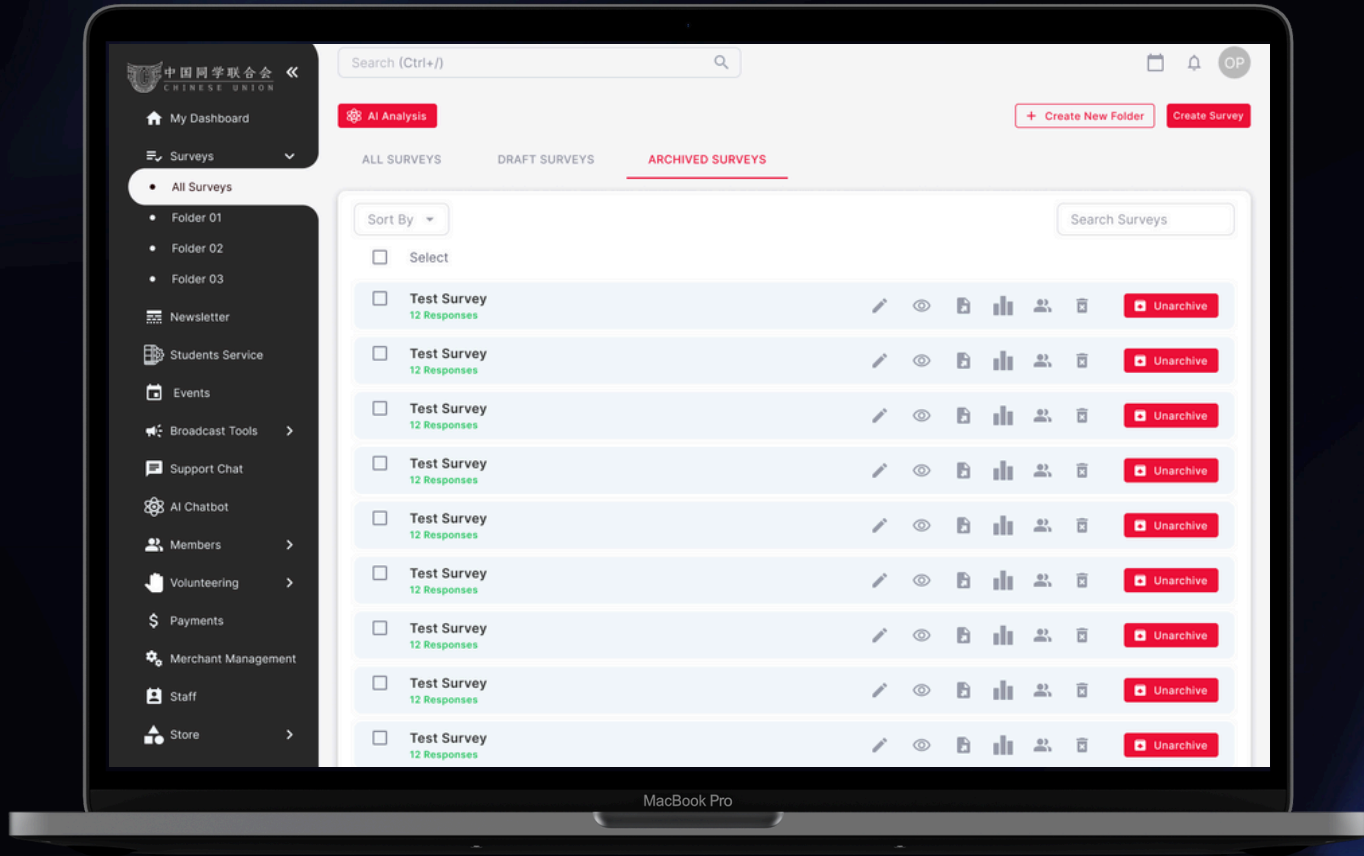 中国同学联合会
CHINESE UNION
My Dashboard
Surveys
All Surveys
Folder 01
Folder 02
Folder 03
Newsletter
Students Service
Events
Broadcast Tools
Support Chat
AI Chatbot
Members
Volunteering
Payments
Merchant Management
Staff
Store
Search (Ctrl+/)
OP
AI Analysis
+ Create New Folder
Create Survey
ALL SURVEYS DRAFT SURVEYS ARCHIVED SURVEYS
Sort By
Search Surveys
Select
Test Survey
12 Responses
Unarchive
Test Survey
12 Responses
Unarchive
Test Survey
12 Responses
Unarchive
Test Survey
12 Responses
Unarchive
Test Survey
12 Responses
Unarchive
Test Survey
12 Responses
Unarchive
Test Survey
12 Responses
Unarchive
Test Survey
12 Responses
Unarchive
Test Survey
12 Responses
Unarchive
MacBook Pro